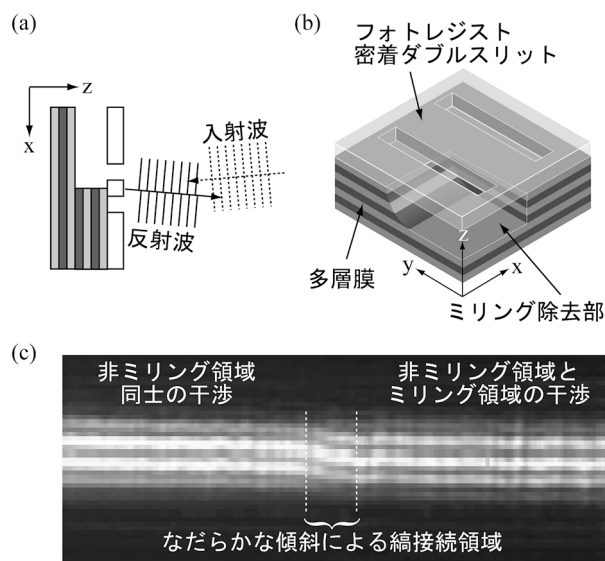 (a)
z
x
入射波
反射波
(b)
フォトレジスト
密着ダブルスリット
多層膜
z
y
x
ミリング除去部
(c)
非ミリング領域
同士の干渉
非ミリング領域と
ミリング領域の干渉
なだらかな傾斜による縞接続領域